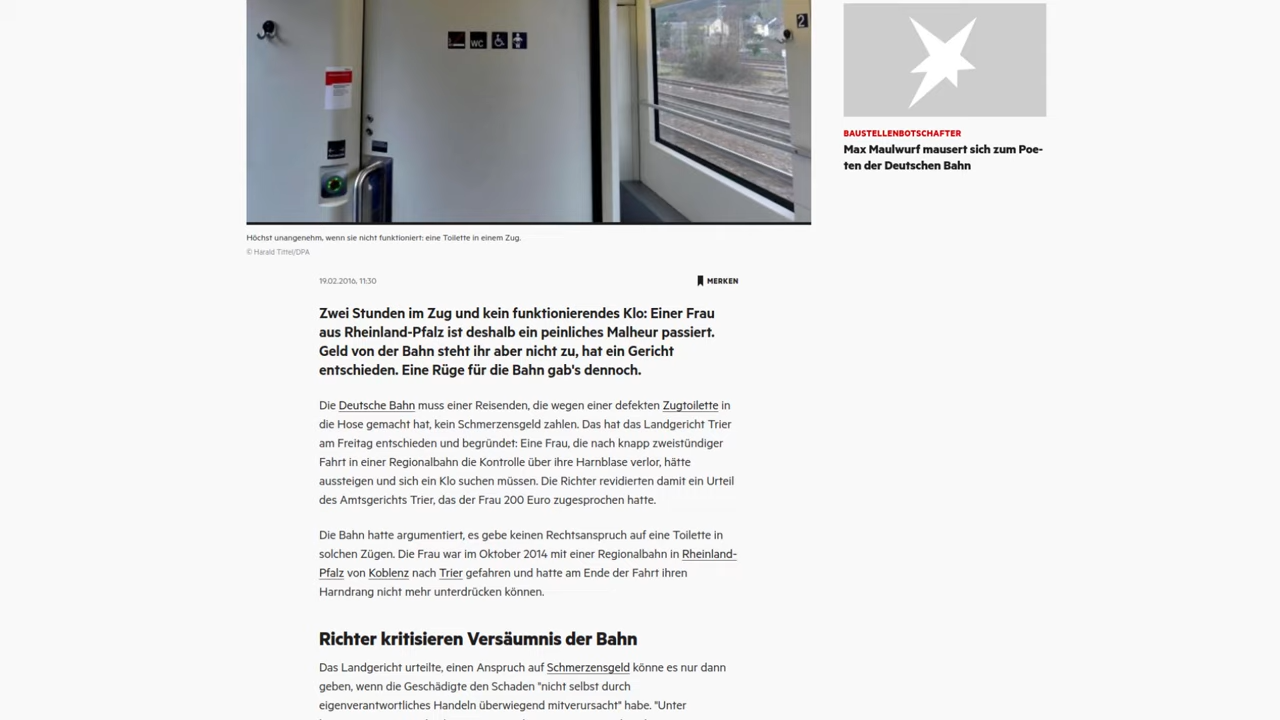 WC
2
Höchst unangenehm, wenn sie nicht funktioniert: eine Toilette in einem Zug.
© Harald Tittel/DPA
19.02.2016, 11:30
MERKEN
Zwei Stunden im Zug und kein funktionierendes Klo: Einer Frau
aus Rheinland-Pfalz ist deshalb ein peinliches Malheur passiert.
Geld von der Bahn steht ihr aber nicht zu, hat ein Gericht
entschieden. Eine Rüge für die Bahn gab's dennoch.
Die Deutsche Bahn muss einer Reisenden, die wegen einer defekten Zugtoilette in
die Hose gemacht hat, kein Schmerzensgeld zahlen. Das hat das Landgericht Trier
am Freitag entschieden und begründet: Eine Frau, die nach knapp zweistündiger
Fahrt in einer Regionalbahn die Kontrolle über ihre Harnblase verlor, hätte
aussteigen und sich ein Klo suchen müssen. Die Richter revidierten damit ein Urteil
des Amtsgerichts Trier, das der Frau 200 Euro zugesprochen hatte.
Die Bahn hatte argumentiert, es gebe keinen Rechtsanspruch auf eine Toilette in
solchen Zügen. Die Frau war im Oktober 2014 mit einer Regionalbahn in Rheinland-
Pfalz von Koblenz nach Trier gefahren und hatte am Ende der Fahrt ihren
Harndrang nicht mehr unterdrücken können.
Richter kritisieren Versäumnis der Bahn
Das Landgericht urteilte, einen Anspruch auf Schmerzensgeld könne es nur dann
geben, wenn die Geschädigte den Schaden "nicht selbst durch
eigenverantwortliches Handeln überwiegend mitverursacht" habe. "Unter
BAUSTELLENBOTSCHAFTER
Max Maulwurf mausert sich zum Poe-
ten der Deutschen Bahn